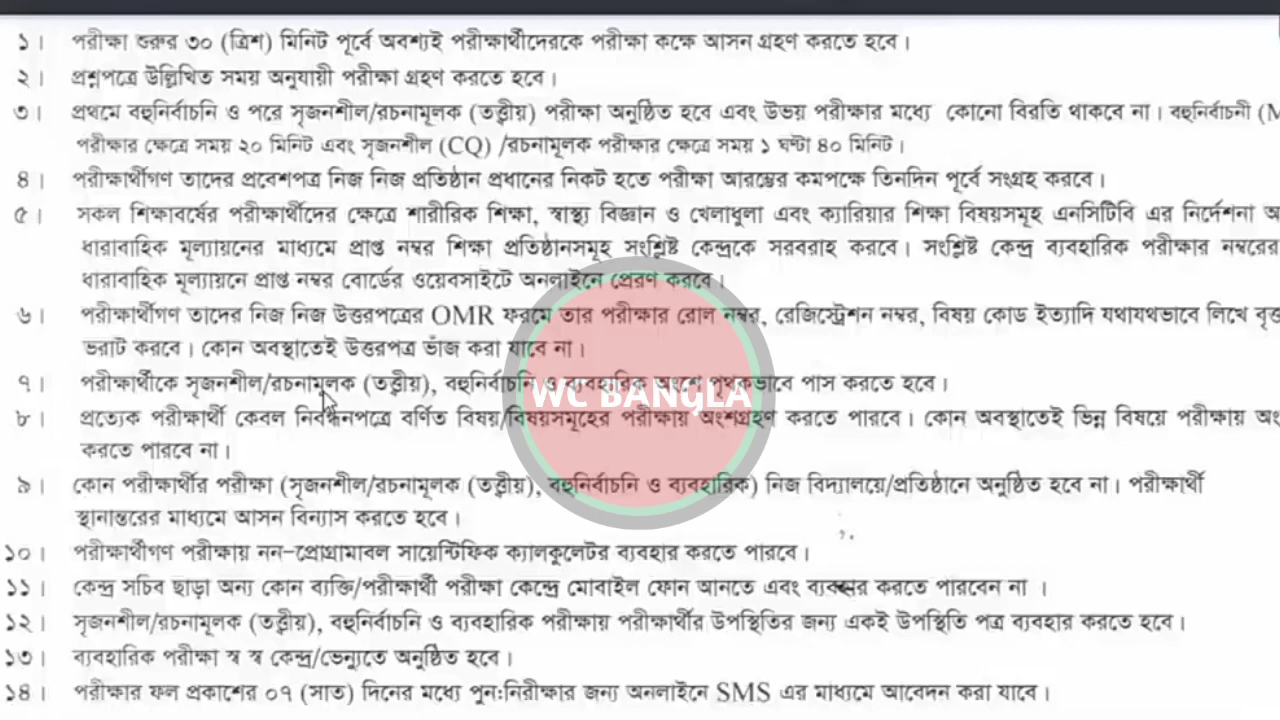 ১। পরীক্ষা শুরুর ৩০ (ত্রিশ) মিনিট পূর্বে অবশ্যই পরীক্ষার্থীদেরকে পরীক্ষা কক্ষে আসন গ্রহণ করতে হবে।
২। প্রশ্নপত্রে উল্লিখিত সময় অনুযায়ী পরীক্ষা গ্রহণ করতে হবে।
৩। প্রথমে বহুনির্বাচনি ও পরে সৃজনশীল/রচনামূলক (তত্ত্বীয়) পরীক্ষা অনুষ্ঠিত হবে এবং উভয় পরীক্ষার মধ্যে কোনো বিরতি থাকবে না। বহুনির্বাচনী (M
পরীক্ষার ক্ষেত্রে সময় ২০ মিনিট এবং সৃজনশীল (CQ) /রচনামূলক পরীক্ষার ক্ষেত্রে সময় ১ ঘন্টা ৪০ মিনিট।
৪। পরীক্ষার্থীগণ তাদের প্রবেশপত্র নিজ নিজ প্রতিষ্ঠান প্রধানের নিকট হতে পরীক্ষা আরম্ভের কমপক্ষে তিনদিন পূর্বে সংগ্রহ করবে।
৫। সকল শিক্ষাবর্ষের পরীক্ষার্থীদের ক্ষেত্রে শারীরিক শিক্ষা, স্বাস্থ্য বিজ্ঞান ও খেলাধুলা এবং ক্যারিয়ার শিক্ষা বিষয়সমূহ এনসিটিবি এর নির্দেশনা অ
ধারাবাহিক মূল্যায়নের মাধ্যমে প্রাপ্ত নম্বর শিক্ষা প্রতিষ্ঠানসমূহ সংশ্লিষ্ট কেন্দ্রকে সরবরাহ করবে। সংশ্লিষ্ট কেন্দ্র ব্যবহারিক পরীক্ষার নম্বরের
ধারাবাহিক মূল্যায়নে প্রাপ্ত নম্বর বোর্ডের ওয়েবসাইটে অনলাইনে প্রেরণ করবে।
৬। পরীক্ষার্থীগণ তাদের নিজ নিজ উত্তরপত্রের OMR ফরমে তার পরীক্ষার রোল নম্বর, রেজিস্ট্রেশন নম্বর, বিষয় কোড ইত্যাদি যথাযথভাবে লিখে বৃত্ত
ভরাট করবে। কোন অবস্থাতেই উত্তরপত্র ভাঁজ করা যাবে না।
৭। পরীক্ষার্থীকে সৃজনশীল/রচনামূলক (তত্ত্বীয়), বহুনির্বাচনি ও ব্যবহারিক অংশে পৃথকভাবে পাস করতে হবে।
WC BANGLA
৮। প্রত্যেক পরীক্ষার্থী কেবল নিবন্ধনপত্রে বর্ণিত বিষয়/বিষয়সমূহের পরীক্ষায় অংশগ্রহণ করতে পারবে। কোন অবস্থাতেই ভিন্ন বিষয়ে পরীক্ষায় অং
করতে পারবে না।
৯। কোন পরীক্ষার্থীর পরীক্ষা (সৃজনশীল/রচনামূলক (তত্ত্বীয়), বহুনির্বাচনি ও ব্যবহারিক) নিজ বিদ্যালয়ে/প্রতিষ্ঠানে অনুষ্ঠিত হবে না। পরীক্ষার্থী
স্থানান্তরের মাধ্যমে আসন বিন্যাস করতে হবে।
১০। পরীক্ষার্থীগণ পরীক্ষায় নন-প্রোগ্রামাবল সায়েন্টিফিক ক্যালকুলেটর ব্যবহার করতে পারবে।
১১। কেন্দ্র সচিব ছাড়া অন্য কোন ব্যক্তি/পরীক্ষার্থী পরীক্ষা কেন্দ্রে মোবাইল ফোন আনতে এবং ব্যবহার করতে পারবেন না ।
১২। সৃজনশীল/রচনামূলক (তত্ত্বীয়), বহুনির্বাচনি ও ব্যবহারিক পরীক্ষায় পরীক্ষার্থীর উপস্থিতির জন্য একই উপস্থিতি পত্র ব্যবহার করতে হবে।
১৩। ব্যবহারিক পরীক্ষা স্ব স্ব কেন্দ্র/ভেন্যুতে অনুষ্ঠিত হবে।
১৪। পরীক্ষার ফল প্রকাশের ০৭ (সাত) দিনের মধ্যে পুন:নিরীক্ষার জন্য অনলাইনে SMS এর মাধ্যমে আবেদন করা যাবে।